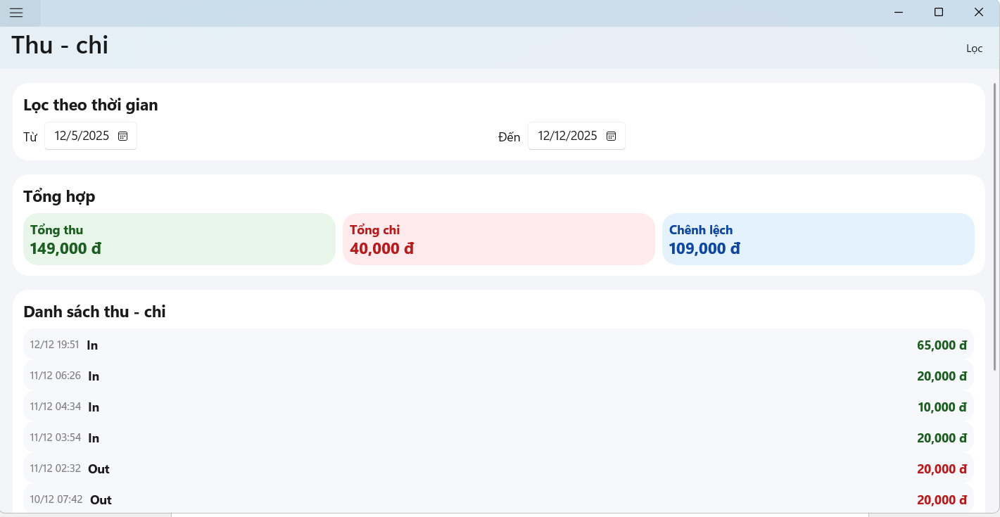 Thu - chi
Lọc
Lọc theo thời gian
Từ 12/5/2025 Đến 12/12/2025
Tổng hợp
Tổng thu Tổng chi Chênh lệch
149,000 đ 40,000 đ 109,000 đ
Danh sách thu - chi
12/12 19:51 In 65,000 đ
11/12 06:26 In 20,000 đ
11/12 04:34 In 10,000 đ
11/12 03:54 In 20,000 đ
11/12 02:32 Out 20,000 đ
10/12 07:42 Out 20,000 đ